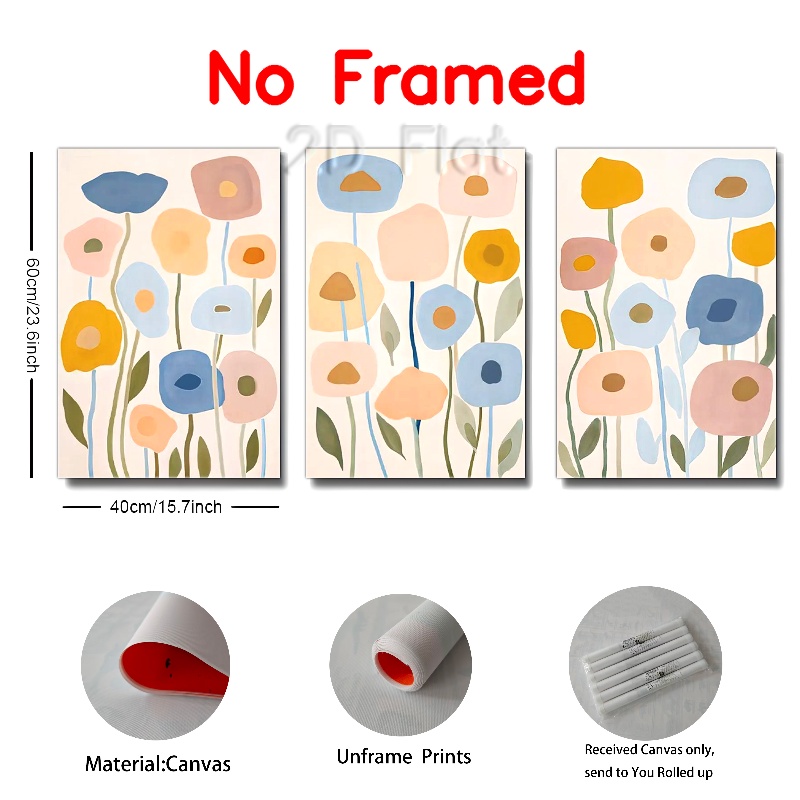 No Framed
2D Flat
60cm/23.6inch
40cm/15.7inch
Material:Canvas
Unframe Prints
Received Canvas only,
send to You Rolled up